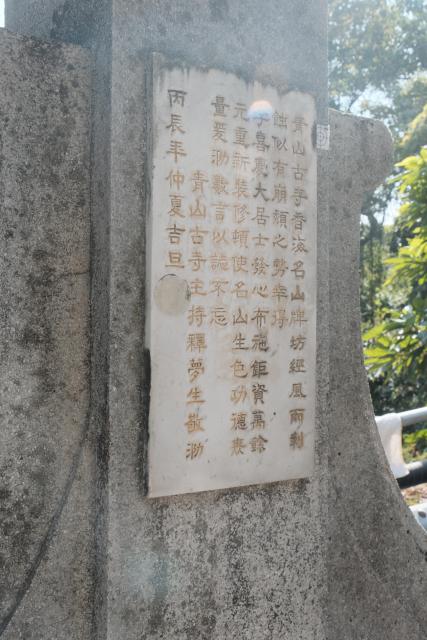 青山古寺香海名山牌坊經風雨剝
蝕似有崩頹之勢幸得
喜慶大居士發心布施鉅資萬餘
元重新裝修頓使名山生色功德無
量爰泐數言以誌不忘
青山古寺主持釋夢生敬泐
丙辰年仲夏吉旦